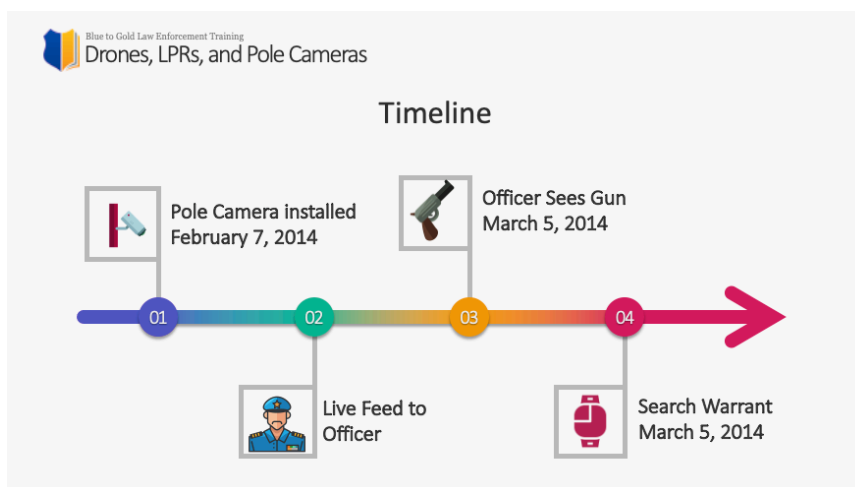 Blue to Gold Law Enforcement Training
Drones, LPRs, and Pole Cameras
Timeline
Pole Camera installed
February 7, 2014
Officer Sees Gun
March 5, 2014
01
02
03
04
Live Feed to
Officer
Search Warrant
March 5, 2014